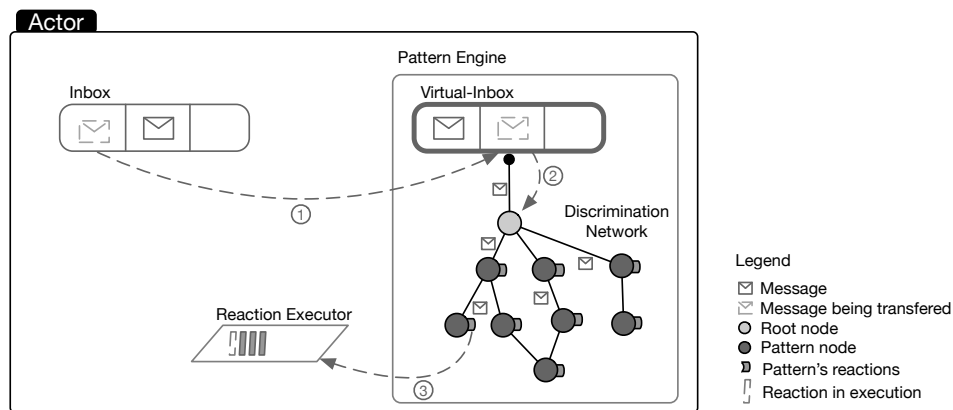 Actor
Pattern Engine
Inbox
Virtual-Inbox
1
2
Discrimination
Network
Reaction Executor
3
Legend
Message
Message being transfered
Root node
Pattern node
Pattern's reactions
Reaction in execution